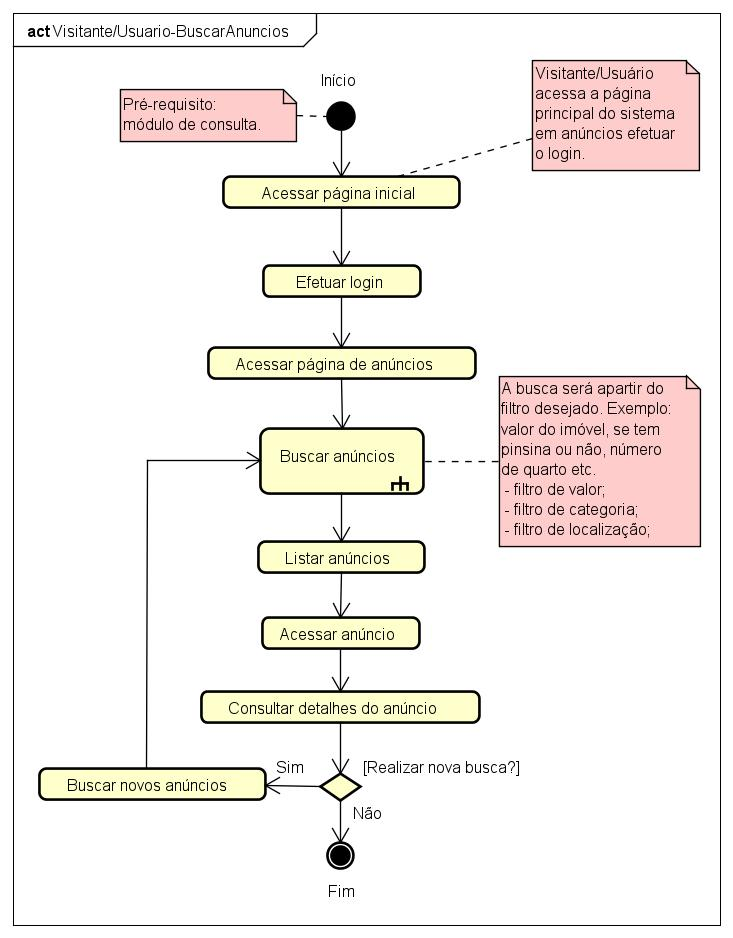 act Visitante/Usuario-BuscarAnuncios
Início
Pré-requisito:
módulo de consulta.
Visitante/Usuário
acessa a página
principal do sistema
em anúncios efetuar
o login.
Acessar página inicial
Efetuar login
Acessar página de anúncios
A busca será apartir do
filtro desejado. Exemplo:
valor do imóvel, se tem
pinsina ou não, número
de quarto etc.
- filtro de valor;
- filtro de categoria;
- filtro de localização;
Buscar anúncios
Listar anúncios
Acessar anúncio
Consultar detalhes do anúncio
Sim
[Realizar nova busca?]
Buscar novos anúncios
Não
Fim